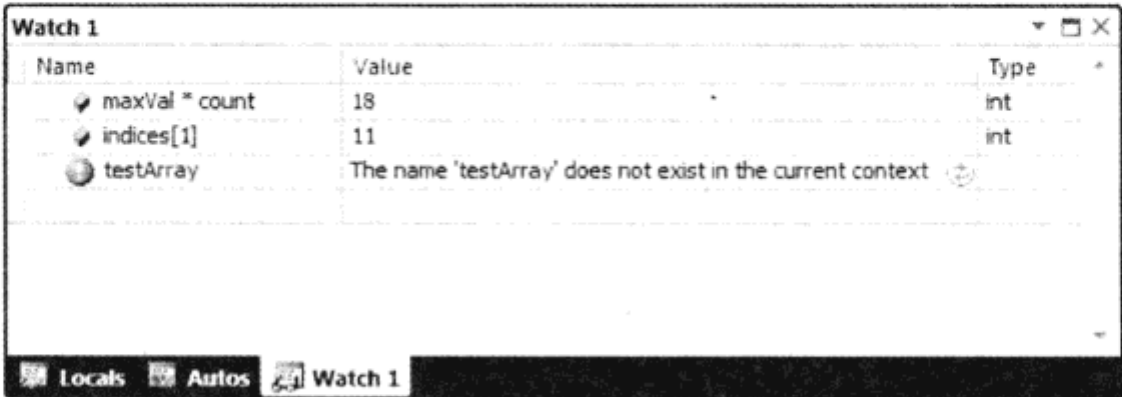 Watch 1
Name Value Type
maxVal * count 18 int
indices[1] 11 int
testArray The name 'testArray' does not exist in the current context
Locals Autos Watch 1